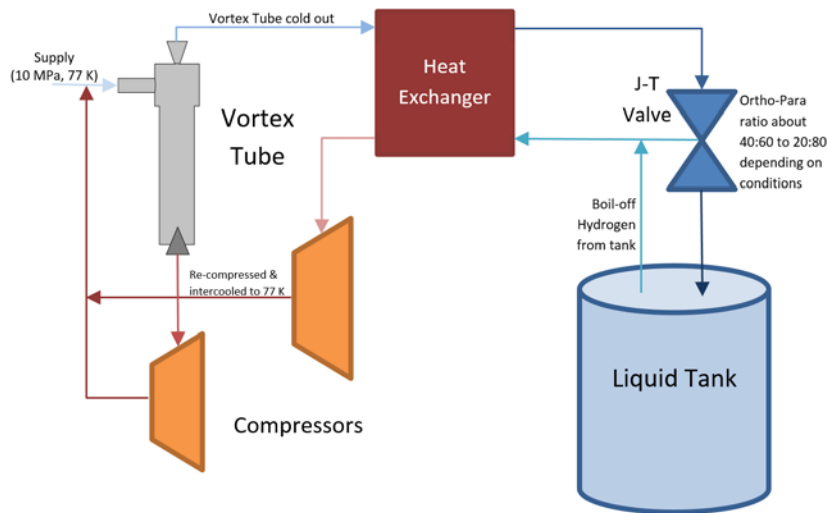 Vortex Tube cold out
Supply
(10 MPa, 77 K)
Heat
Exchanger
J-T
Valve
Ortho-Para
ratio about
40:60 to 20:80
depending on
conditions
Vortex
Tube
Boil-off
Hydrogen
from tank
Re-compressed &
intercooled to 77 K
Liquid Tank
Compressors